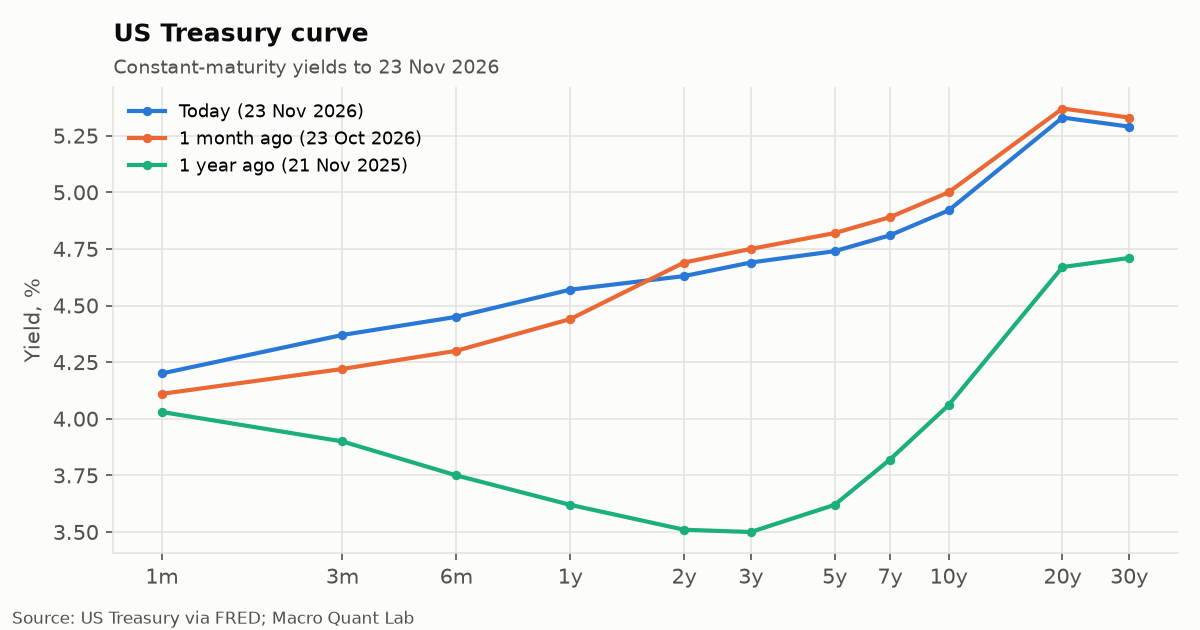 US Treasury curve
Constant-maturity yields to 23 Nov 2026
Today (23 Nov 2026)
1 month ago (23 Oct 2026)
1 year ago (21 Nov 2025)
Yield, %
5.25
5.00
4.75
4.50
4.25
4.00
3.75
3.50
1m 3m 6m 1y 2y 3y 5y 7y 10y 20y 30y
Source: US Treasury via FRED; Macro Quant Lab